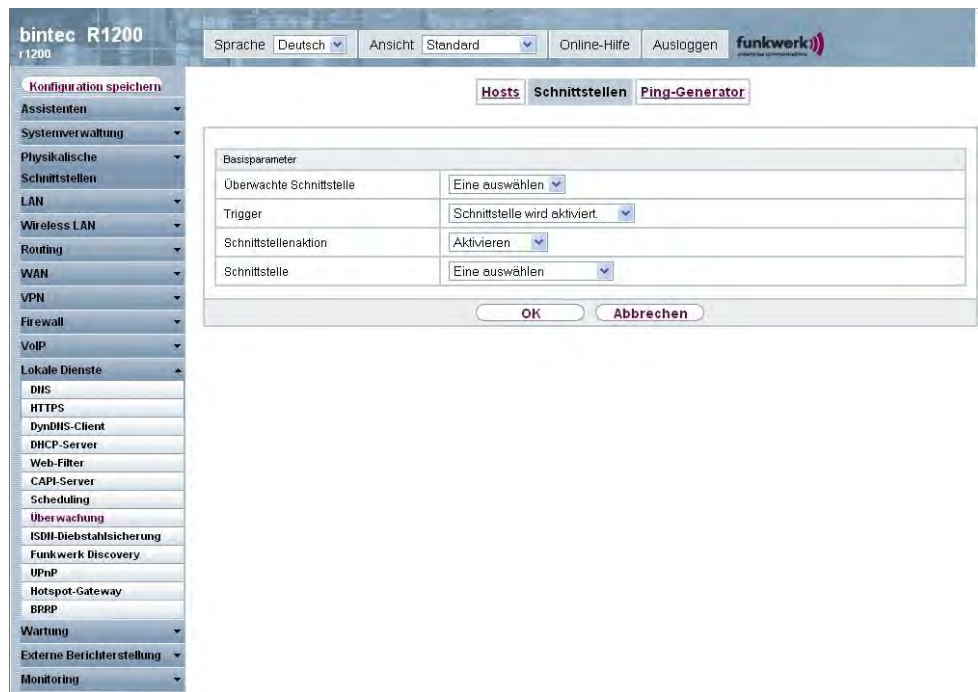 bintec R1200
r1200
Sprache Deutsch Ansicht Standard Online-Hilfe Ausloggen funkwerk
Konfiguration speichern
Assistenten
Systemverwaltung
Physikalische
Schnittstellen
LAN
Wireless LAN
Routing
WAN
VPN
Firewall
VoIP
Lokale Dienste
DNS
HTTPS
DynDNS-Client
DHCP-Server
Web-Filter
CAPI-Server
Scheduling
Überwachung
ISDN-Diebstahlsicherung
Funkwerk Discovery
UPnP
Hotspot-Gateway
BRRP
Wartung
Externe Berichterstellung
Monitoring
Hosts Schnittstellen Ping-Generator
Basisparameter
Überwachte Schnittstelle Eine auswählen
Trigger Schnittstelle wird aktiviert.
Schnittstellenaktion Aktivieren
Schnittstelle Eine auswählen
OK Abbrechen